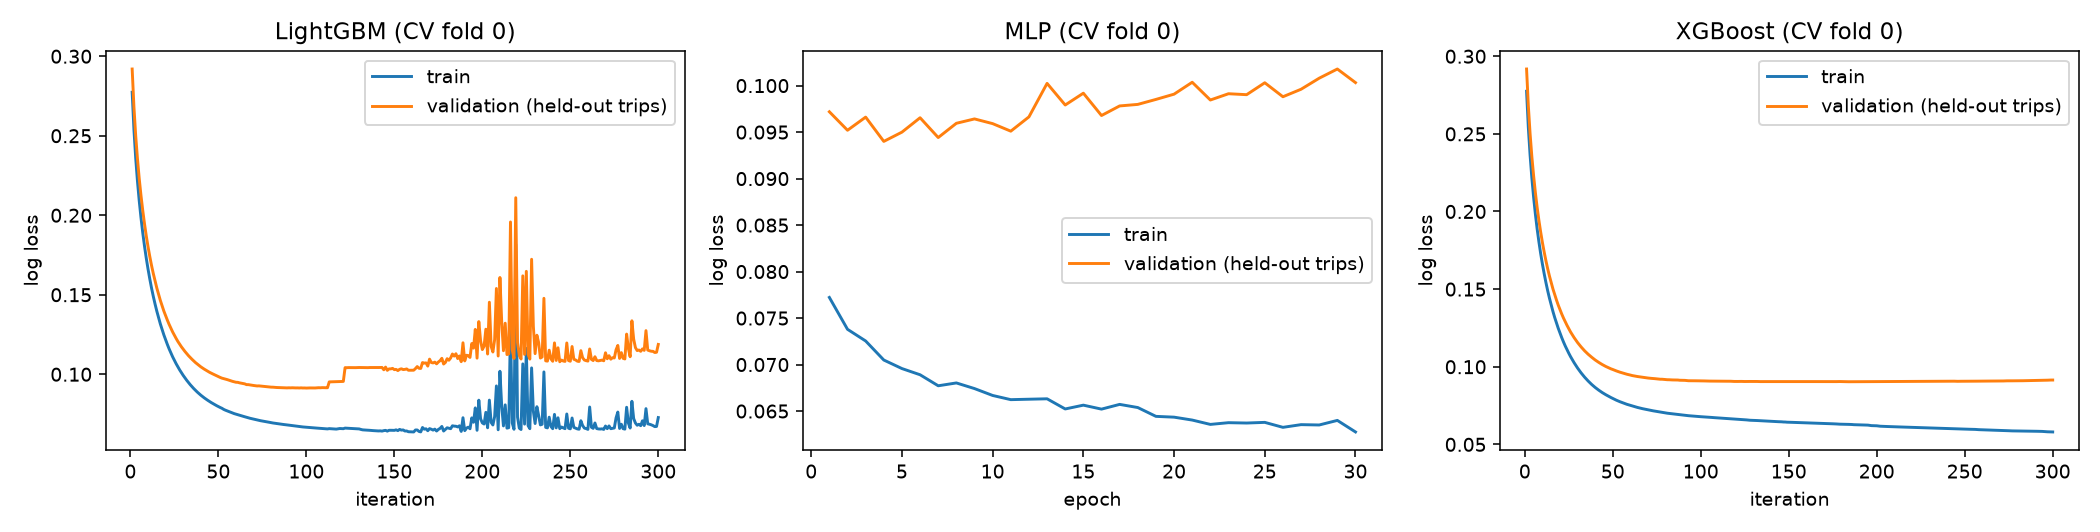 LightGBM (CV fold 0)
0.30
0.25
0.20
0.15
0.10
log loss
train
validation (held-out trips)
0
50
100
150
200
250
300
iteration
MLP (CV fold 0)
0.100
0.095
0.090
0.085
0.080
0.075
0.070
0.065
log loss
train
validation (held-out trips)
0
5
10
15
20
25
30
epoch
XGBoost (CV fold 0)
0.30
0.25
0.20
0.15
0.10
0.05
log loss
train
validation (held-out trips)
0
50
100
150
200
250
300
iteration